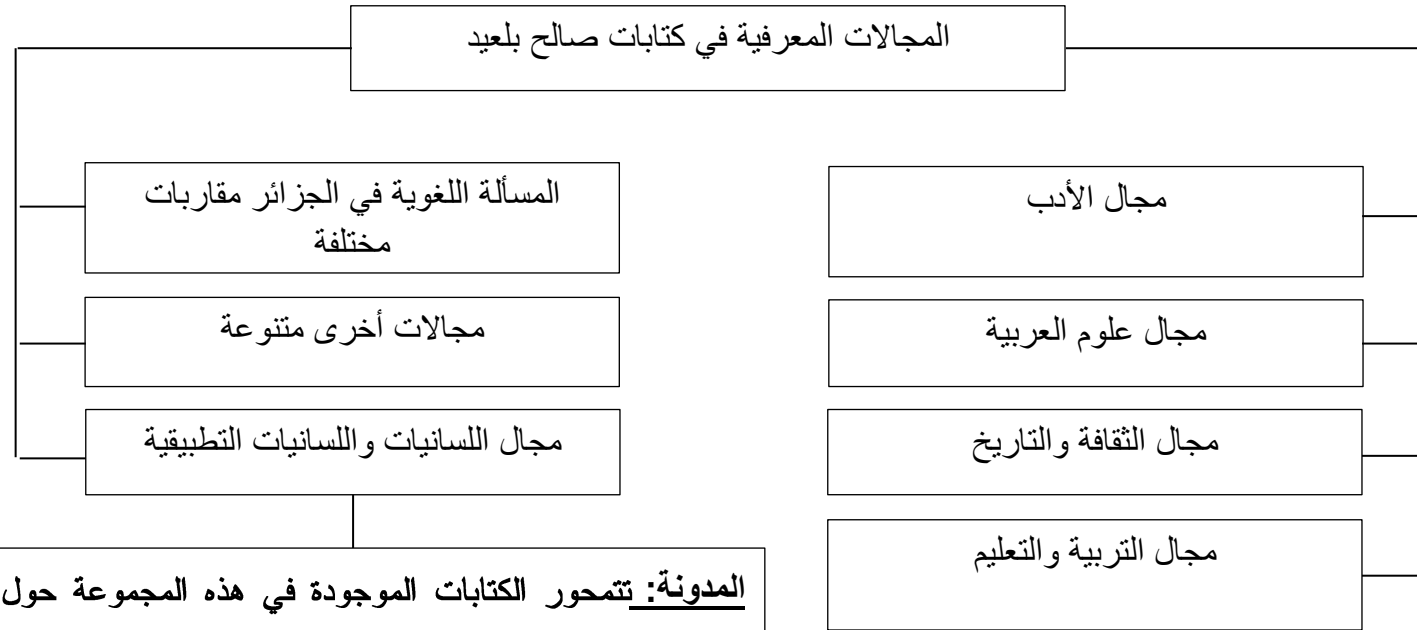 المجالات المعرفية في كتابات صالح بلعيد
مجال الأدب
مجال علوم العربية
مجال الثقافة والتاريخ
مجال التربية والتعليم
المسألة اللغوية في الجزائر مقاربات
مختلفة
مجالات أخرى متنوعة
مجال اللسانيات واللسانيات التطبيقية
المدونة: تتمحور الكتابات الموجودة في هذه المجموعة حول